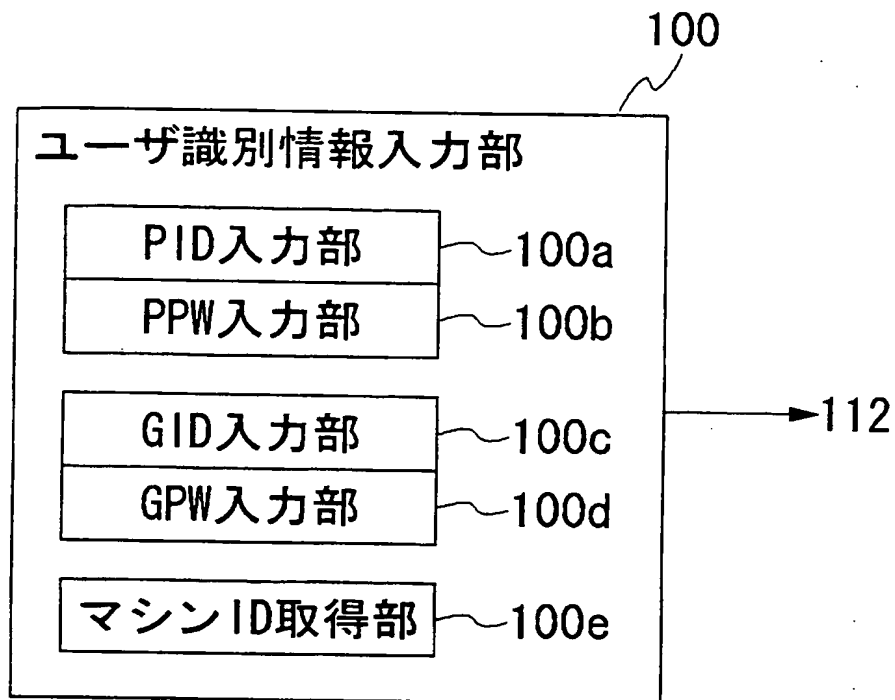 100
ユーザ識別情報入力部
PID入力部 100a
PPW入力部 100b
GID入力部 100c
112
GPW入力部 100d
マシンID取得部 100e